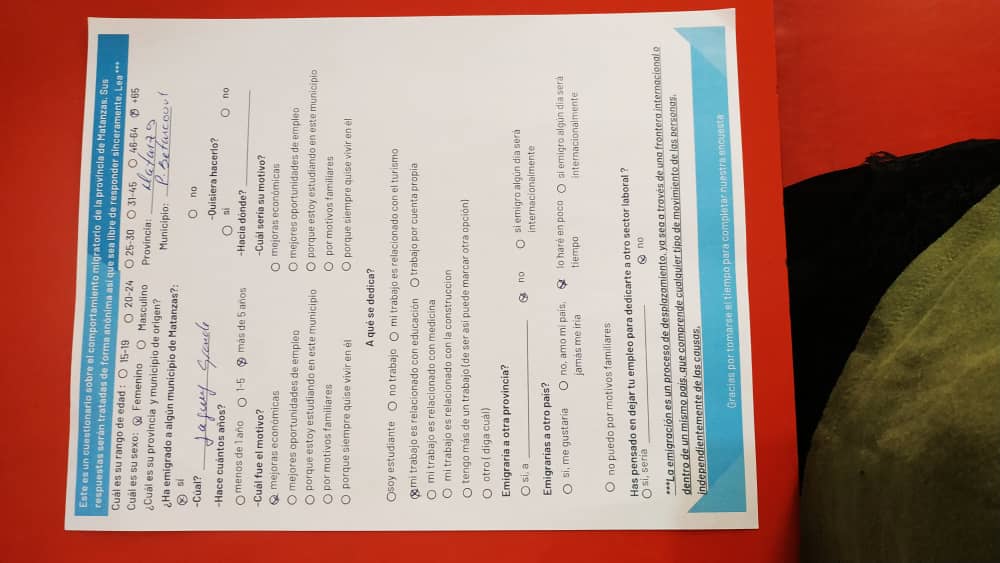 Este es un cuestionario sobre el comportamiento migratorio de la provincia de Matanzas. Sus
respuestas serán tratadas de forma anónima así que sea libre de responder sinceramente. Lea ***
Cuál es su rango de edad : ○ 15-19 ○ 20-24 ○ 25-30 ○ 31-45 ○ 46-64 ⊗ +65
Cuál es su sexo: ⊗ Femenino ○ Masculino
¿Cuál es su provincia y municipio de origen? Provincia: Matanzas
Municipio: P. Betancourt
¿Ha emigrado a algún municipio de Matanzas?:
⊗ sí ○ no
-Cúal? Jagüey Grande
-Hace cuántos años?
○ menos de 1 año ○ 1-5 ⊗ más de 5 años
-Cuál fue el motivo?
⊗ mejoras económicas
○ mejores oportunidades de empleo
○ porque estoy estudiando en este municipio
○ por motivos familiares
○ porque siempre quise vivir en él
-Quisiera hacerlo?
○ si ○ no
-Hacia dónde?
-Cuál sería su motivo?
○ mejoras económicas
○ mejores oportunidades de empleo
○ porque estoy estudiando en este municipio
○ por motivos familiares
○ porque siempre quise vivir en él
A qué se dedica?
○ soy estudiante ○ no trabajo ○ mi trabajo es relacionado con el turismo
⊗ mi trabajo es relacionado con educación ○ trabajo por cuenta propia
○ mi trabajo es relacionado con medicina
○ mi trabajo es relacionado con la construccion
○ tengo más de un trabajo (de ser así puede marcar otra opción)
○ otro ( diga cuál)
Emigraría a otra provincia?
○ si, a ⊗ no ○ si emigro algún día será
internacionalmente
Emigrarías a otro país?
○ si, me gustaría ○ no, amo mi país, ⊗ lo haré en poco ○ si emigro algún día será
jamás me iría tiempo internacionalmente
○ no puedo por motivos familiares
Has pensado en dejar tu empleo para dedicarte a otro sector laboral ?
○ si, sería ⊗ no
***La emigración es un proceso de desplazamiento, ya sea a través de una frontera internacional o
dentro de un mismo país, que comprende cualquier tipo de movimiento de las personas,
independientemente de las causas.
Gracias por tomarse el tiempo para completar nuestra encuesta